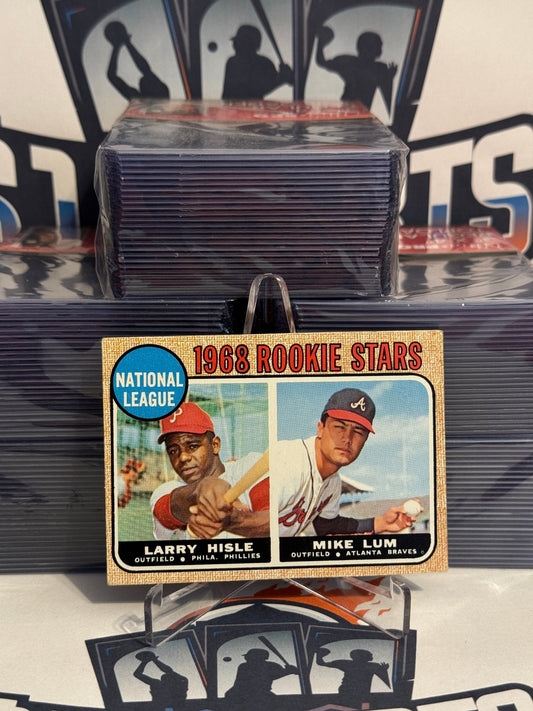 1968 ROOKIE STARS
NATIONAL
LEAGUE
P
A
LARRY HISLE
OUTFIELD ● PHILA. PHILLIES
MIKE LUM
OUTFIELD ● ATLANTA BRAVES